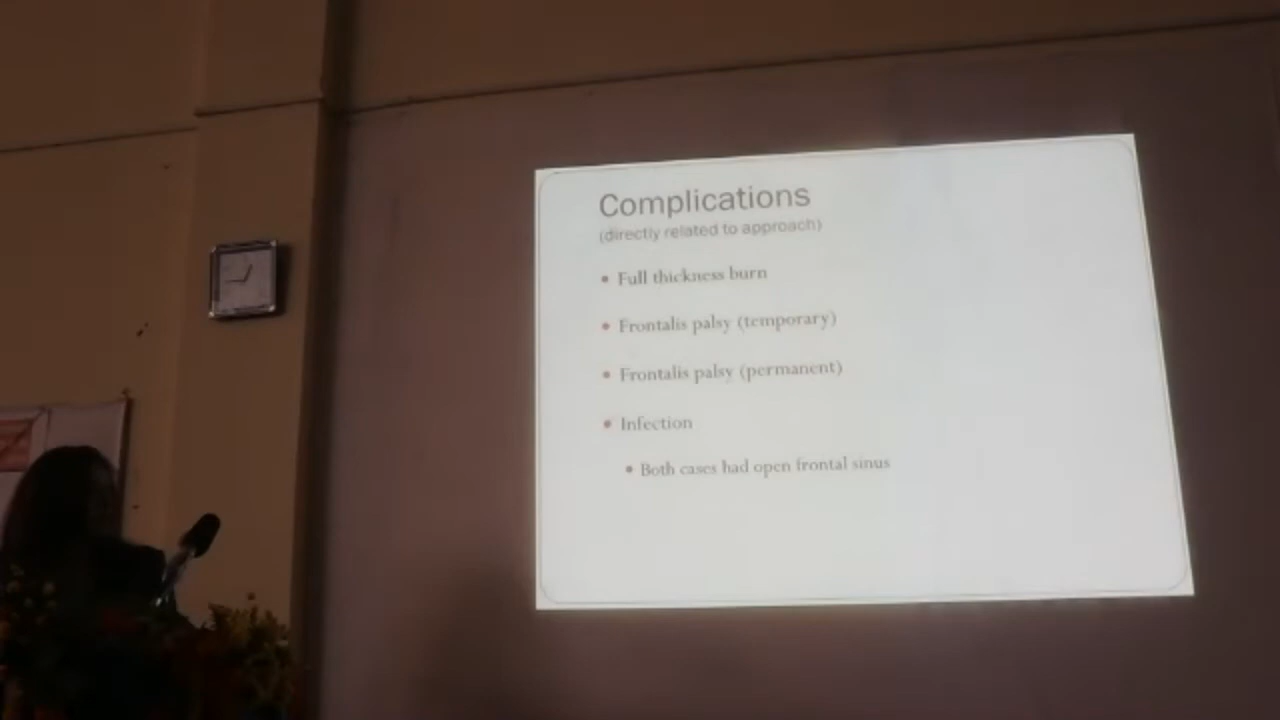 Complications
(directly related to approach)
• Full thickness burn
• Frontalis palsy (temporary)
• Frontalis palsy (permanent)
• Infection
• Both cases had open frontal sinus